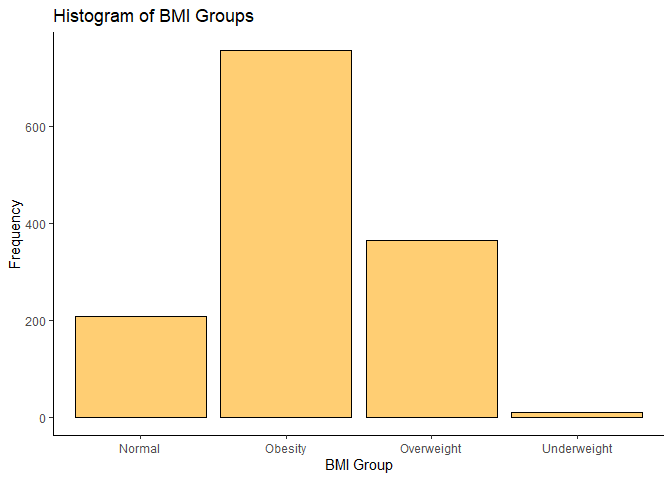 Histogram of BMI Groups
Frequency
600
400
200
0
Normal Obesity Overweight Underweight
BMI Group